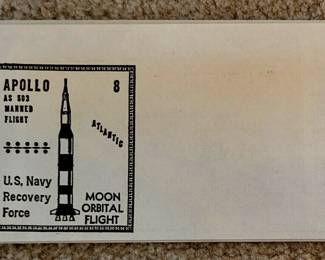 APOLLO 8
AS 503
MANNED
FLIGHT
ATLANTIC
U.S. Navy
Recovery
Force
MOON
ORBITAL
FLIGHT